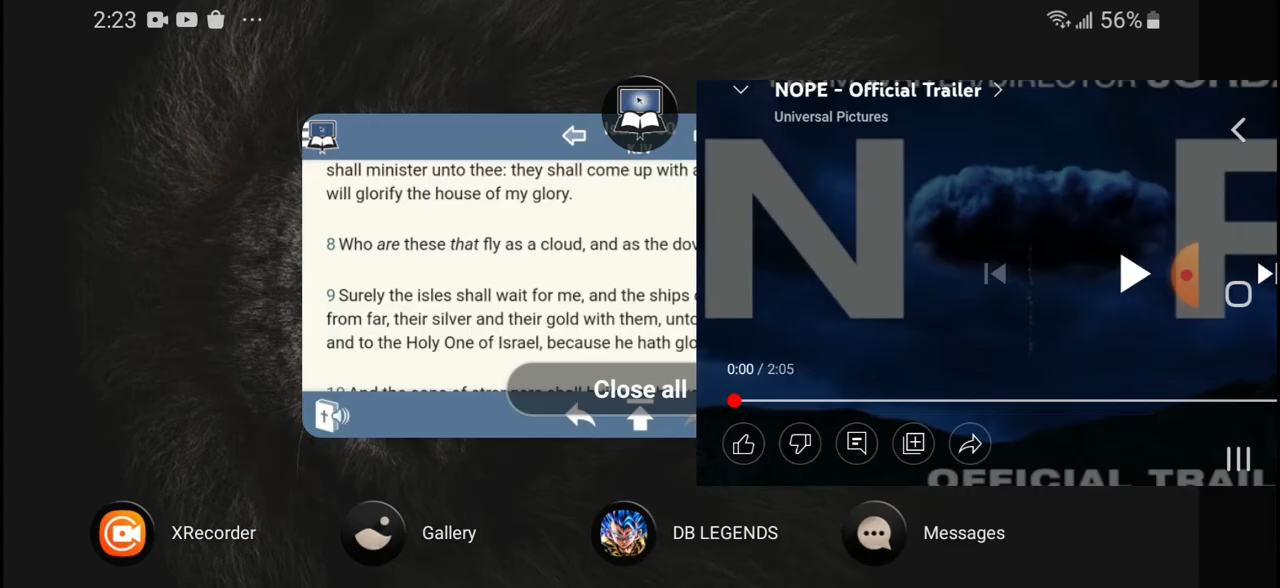 2:23
56%
NOPE - Official Trailer
Universal Pictures
KJV
shall minister unto thee: they shall come up with a
will glorify the house of my glory.
8 Who are these that fly as a cloud, and as the dov
9 Surely the isles shall wait for me, and the ships
from far, their silver and their gold with them, unto
and to the Holy One of Israel, because he hath glo
Close all
N P
0:00 / 2:05
OFFICIAL TRAIL
XRecorder
Gallery
DB LEGENDS
Messages